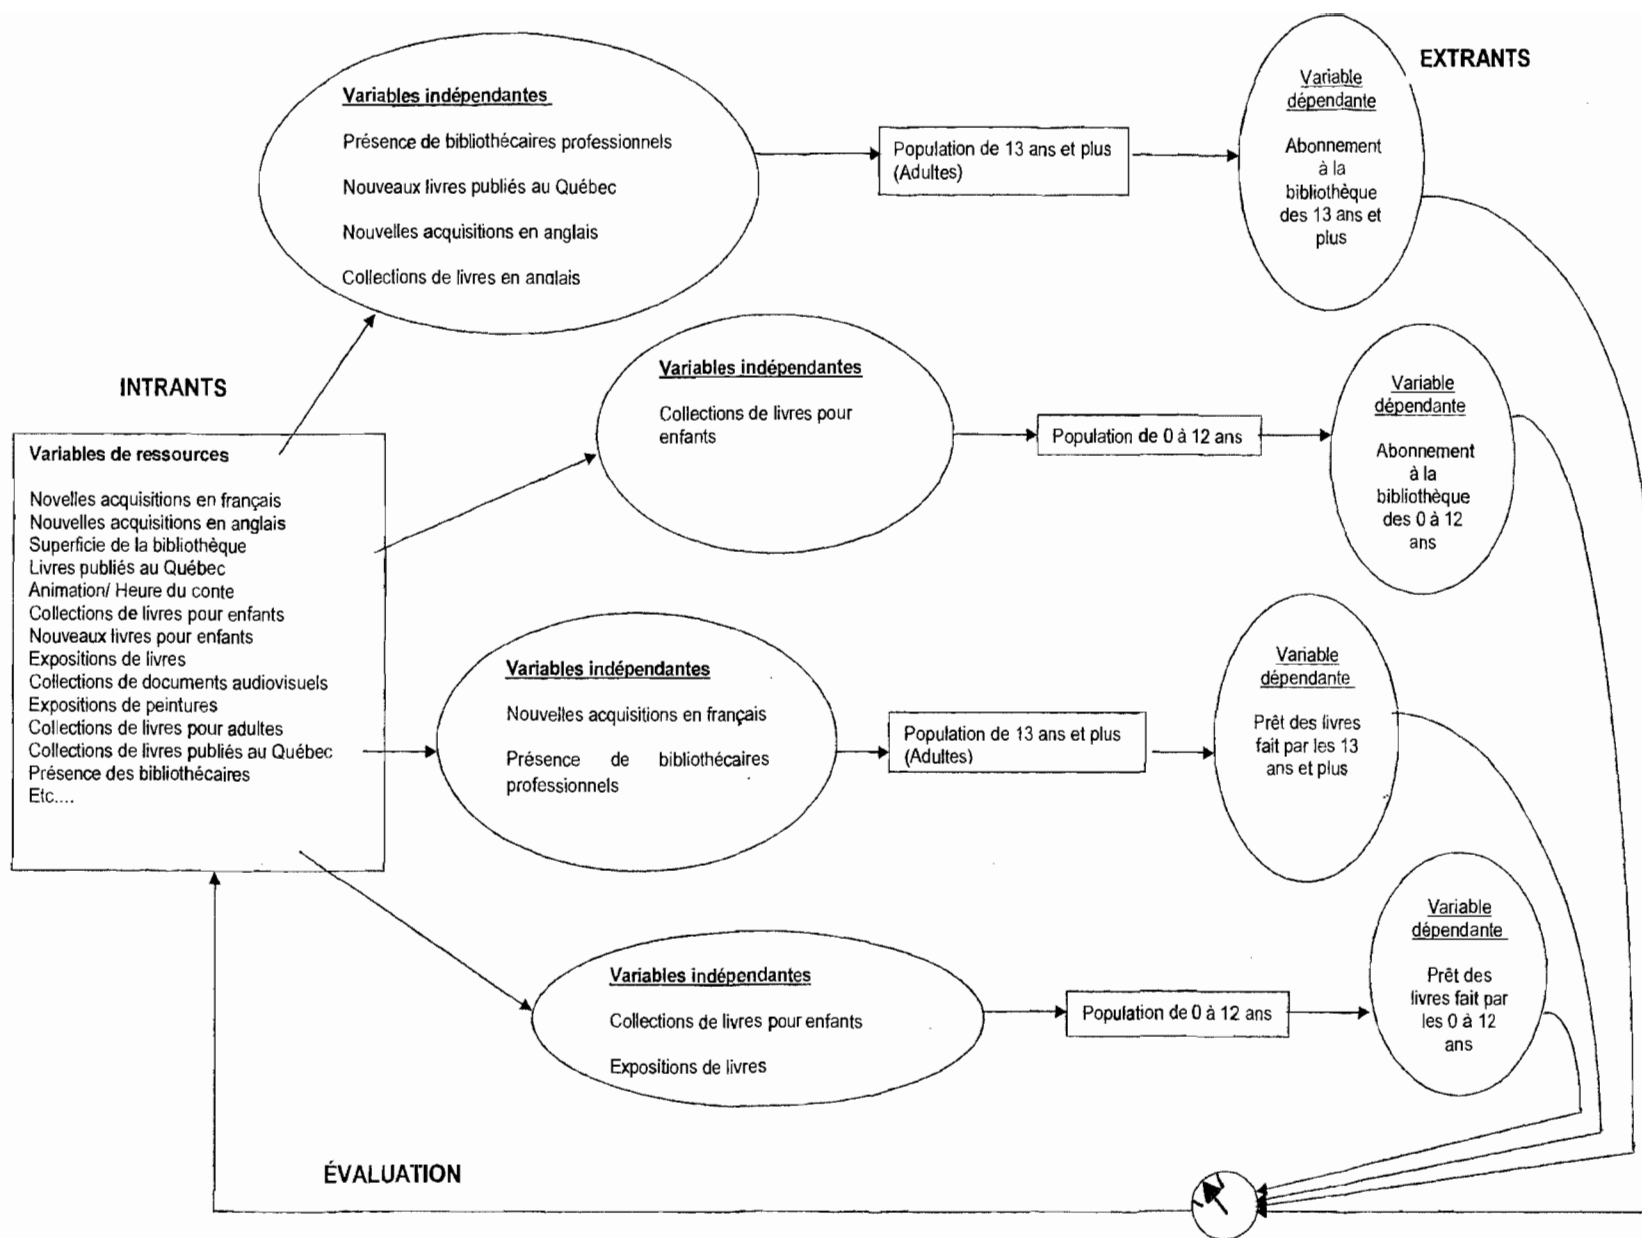 EXTRANTS
Variables indépendantes
Présence de bibliothécaires professionnels
Nouveaux livres publiés au Québec
Nouvelles acquisitions en anglais
Collections de livres en anglais
Population de 13 ans et plus
(Adultes)
Variable
dépendante
Abonnement
à la
bibliothèque
des 13 ans et
plus
INTRANTS
Variables indépendantes
Collections de livres pour
enfants
Population de 0 à 12 ans
Variable
dépendante
Abonnement
à la
bibliothèque
des 0 à 12
ans
Variables de ressources
Novelles acquisitions en français
Nouvelles acquisitions en anglais
Superficie de la bibliothèque
Livres publiés au Québec
Animation/ Heure du conte
Collections de livres pour enfants
Nouveaux livres pour enfants
Expositions de livres
Collections de documents audiovisuels
Expositions de peintures
Collections de livres pour adultes
Collections de livres publiés au Québec
Présence des bibliothécaires
Etc....
Variables indépendantes
Nouvelles acquisitions en français
Présence de bibliothécaires
professionnels
Population de 13 ans et plus
(Adultes)
Variable
dépendante
Prêt des livres
fait par les 13
ans et plus
Variables indépendantes
Collections de livres pour enfants
Expositions de livres
Population de 0 à 12 ans
Variable
dépendante
Prêt des
livres fait par
les 0 à 12
ans
ÉVALUATION